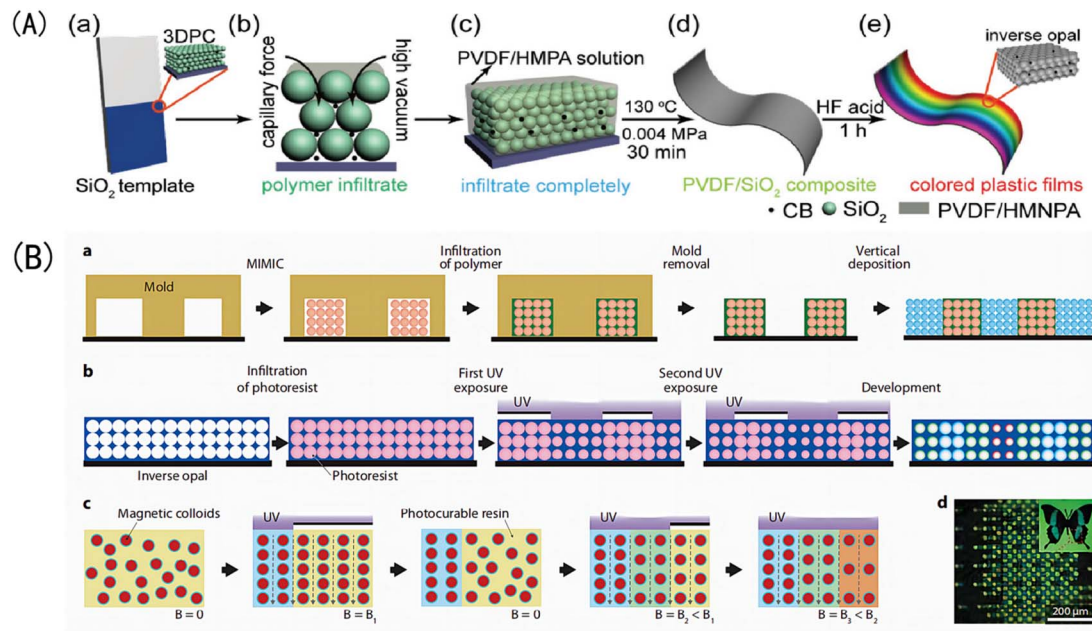 (A)
(a)
3DPC
SiO2 template
(b)
capillary force
high vacuum
polymer infiltrate
(c)
PVDF/HMPA solution
infiltrate completely
130 ºC
0.004 MPa
30 min
(d)
PVDF/SiO2 composite
HF acid
1 h
(e)
inverse opal
colored plastic films
CB
SiO2
PVDF/HMNPA
(B)
a
Mold
MIMIC
Infiltration
of polymer
Mold
removal
Vertical
deposition
b
Inverse opal
Infiltration
of photoresist
Photoresist
First UV
exposure
UV
Second UV
exposure
UV
Development
c
Magnetic colloids
B = 0
UV
B = B1
Photocurable resin
B = 0
UV
B = B2 < B1
UV
B = B3 < B2
d
200 µm